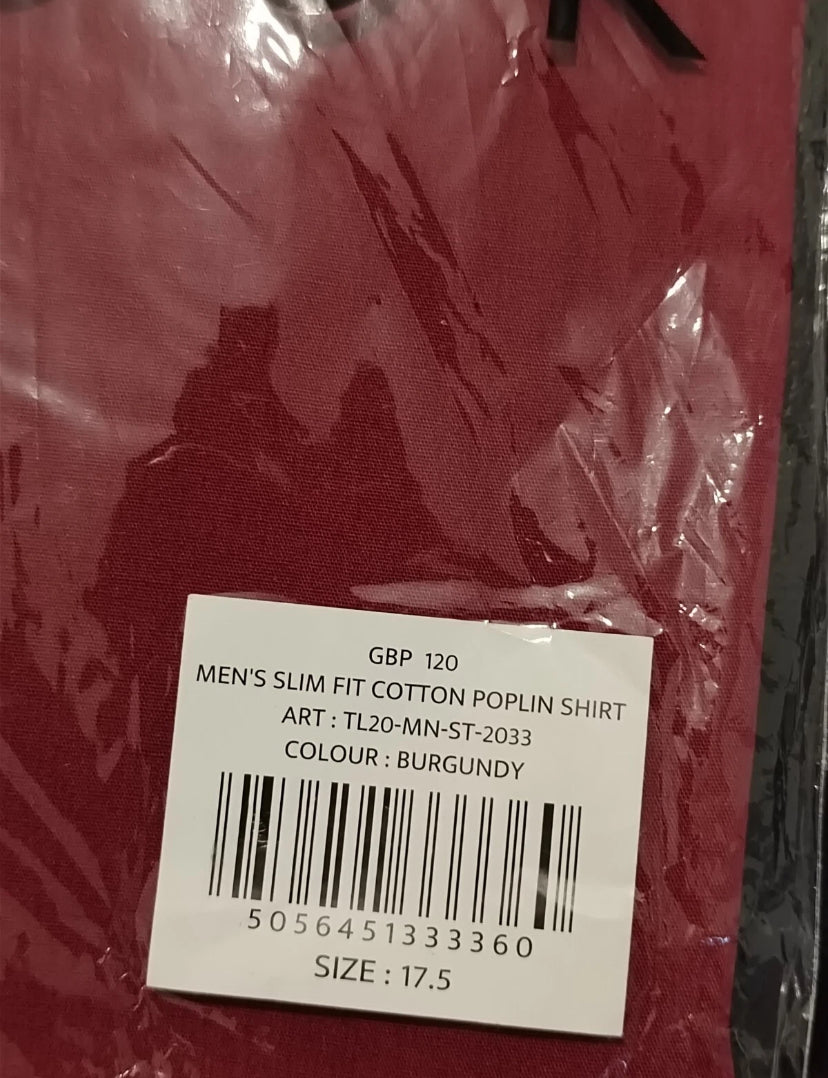 GBP 120
MEN'S SLIM FIT COTTON POPLIN SHIRT
ART : TL20-MN-ST-2033
COLOUR : BURGUNDY
5056451333360
SIZE : 17.5